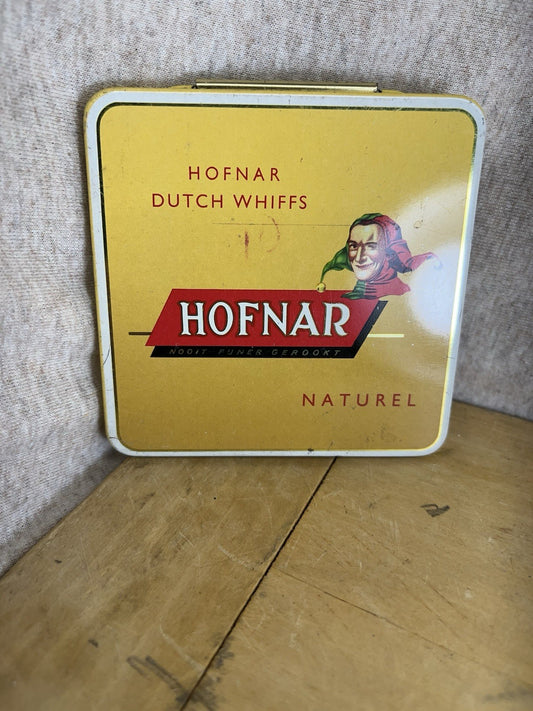 HOFNAR
DUTCH WHIFFS
HOFNAR
NOOIT FIJNER GEROOKT
NATUREL